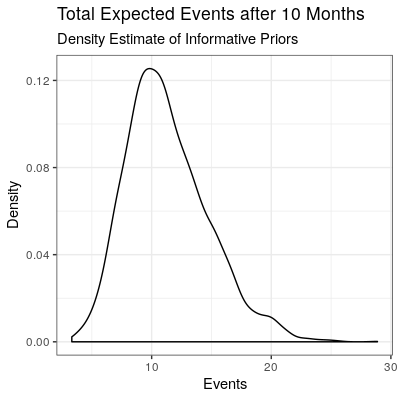 Total Expected Events after 10 Months
Density Estimate of Informative Priors
0.12
0.08
0.04
0.00
Density
10
20
30
Events